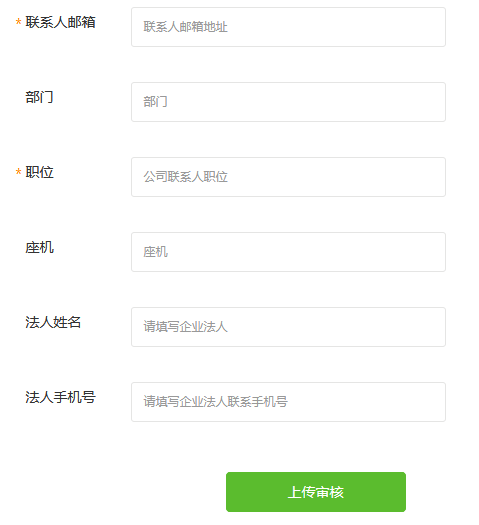 * 联系人邮箱 联系人邮箱地址
部门 部门
* 职位 公司联系人职位
座机 座机
法人姓名 请填写企业法人
法人手机号 请填写企业法人联系手机号
上传审核